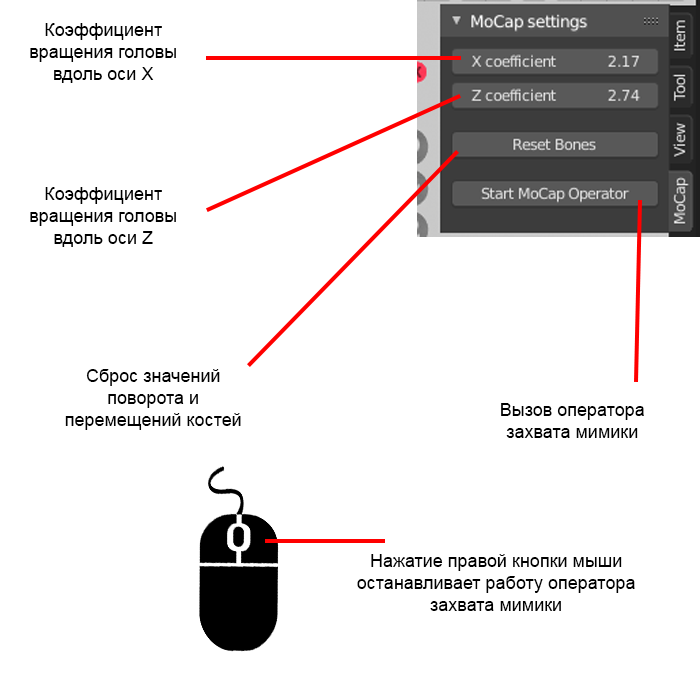 Коэффициент
вращения головы
вдоль оси X
MoCap settings
X coefficient 2.17
Z coefficient 2.74
Reset Bones
Start MoCap Operator
Item
Tool
View
MoCap
Коэффициент
вращения головы
вдоль оси Z
Сброс значений
поворота и
перемещений костей
Вызов оператора
захвата мимики
Нажатие правой кнопки мыши
останавливает работу оператора
захвата мимики